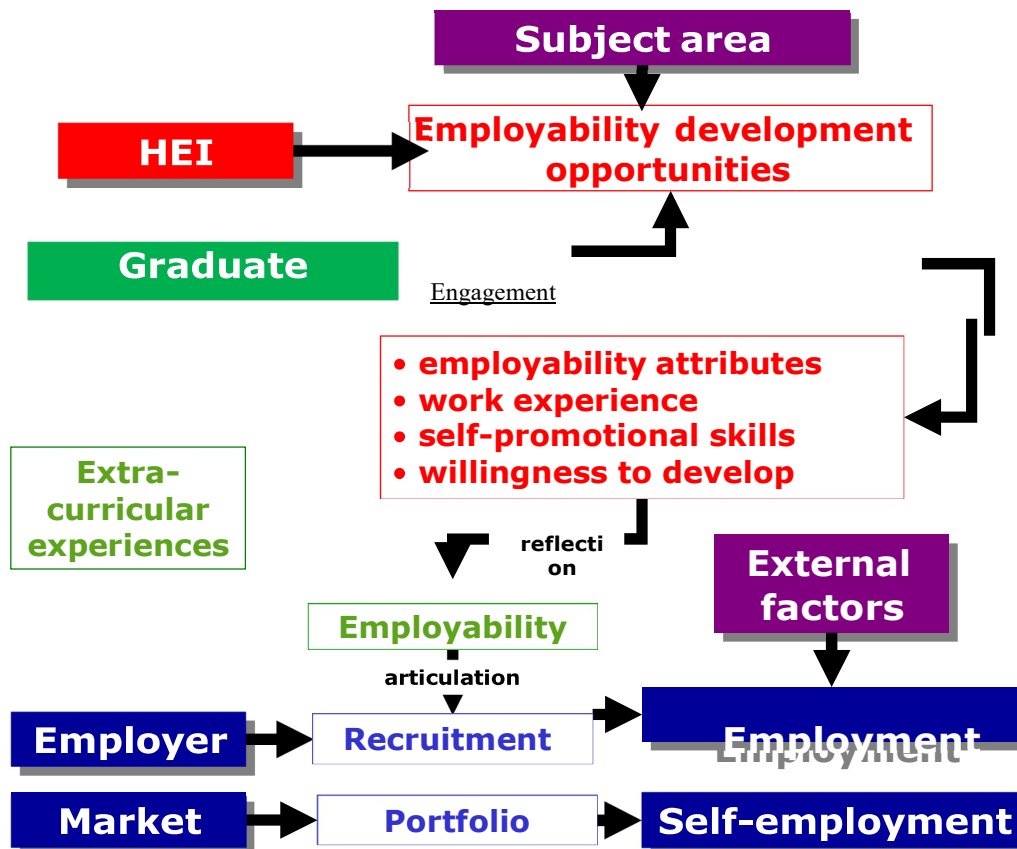 Subject area
Employability development
opportunities
HEI
Graduate
Engagement
• employability attributes
• work experience
• self-promotional skills
• willingness to develop
Extra-
curricular
experiences
reflecti
on
External
factors
Employability
articulation
Employer
Recruitment
Employment
Employment
Market
Portfolio
Self-employment